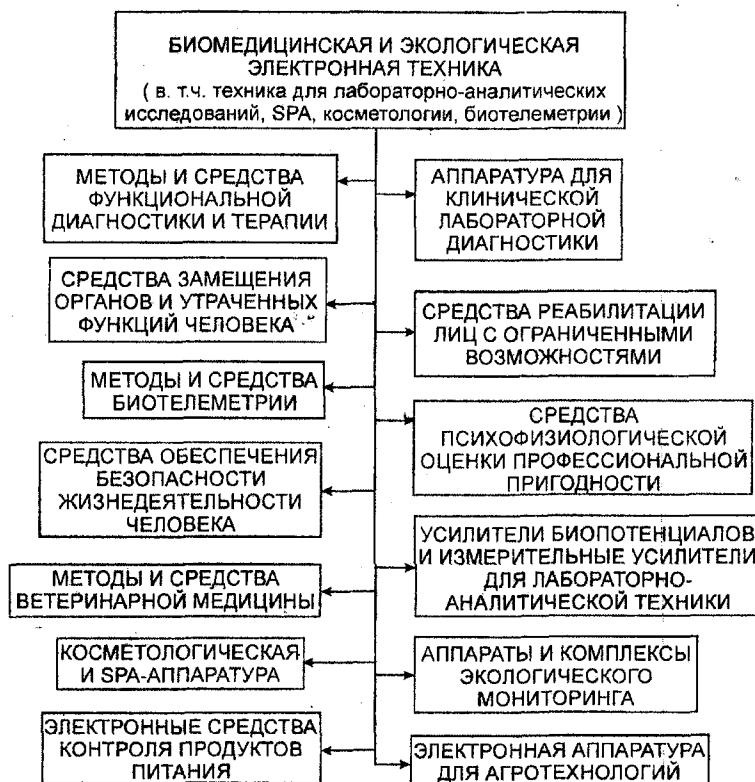 БИОМЕДИЦИНСКАЯ И ЭКОЛОГИЧЕСКАЯ
ЭЛЕКТРОННАЯ ТЕХНИКА
( в. т.ч. техника для лабораторно-аналитических
исследований, SPA, косметологии, биотелеметрии )
МЕТОДЫ И СРЕДСТВА
ФУНКЦИОНАЛЬНОЙ
ДИАГНОСТИКИ И ТЕРАПИИ
АППАРАТУРА ДЛЯ
КЛИНИЧЕСКОЙ
ЛАБОРАТОРНОЙ
ДИАГНОСТИКИ
СРЕДСТВА ЗАМЕЩЕНИЯ
ОРГАНОВ И УТРАЧЕННЫХ
ФУНКЦИЙ ЧЕЛОВЕКА
СРЕДСТВА РЕАБИЛИТАЦИИ
ЛИЦ С ОГРАНИЧЕННЫМИ
ВОЗМОЖНОСТЯМИ
МЕТОДЫ И СРЕДСТВА
БИОТЕЛЕМЕТРИИ
СРЕДСТВА
ПСИХОФИЗИОЛОГИЧЕСКОЙ
ОЦЕНКИ ПРОФЕССИОНАЛЬНОЙ
ПРИГОДНОСТИ
СРЕДСТВА ОБЕСПЕЧЕНИЯ
БЕЗОПАСНОСТИ
ЖИЗНЕДЕЯТЕЛЬНОСТИ
ЧЕЛОВЕКА
УСИЛИТЕЛИ БИОПОТЕНЦИАЛОВ
И ИЗМЕРИТЕЛЬНЫЕ УСИЛИТЕЛИ
ДЛЯ ЛАБОРАТОРНО-
АНАЛИТИЧЕСКОЙ ТЕХНИКИ
МЕТОДЫ И СРЕДСТВА
ВЕТЕРИНАРНОЙ МЕДИЦИНЫ
КОСМЕТОЛОГИЧЕСКАЯ
И SPA-АППАРАТУРА
АППАРАТЫ И КОМПЛЕКСЫ
ЭКОЛОГИЧЕСКОГО
МОНИТОРИНГА
ЭЛЕКТРОННЫЕ СРЕДСТВА
КОНТРОЛЯ ПРОДУКТОВ
ПИТАНИЯ
ЭЛЕКТРОННАЯ АППАРАТУРА
ДЛЯ АГРОТЕХНОЛОГИЙ